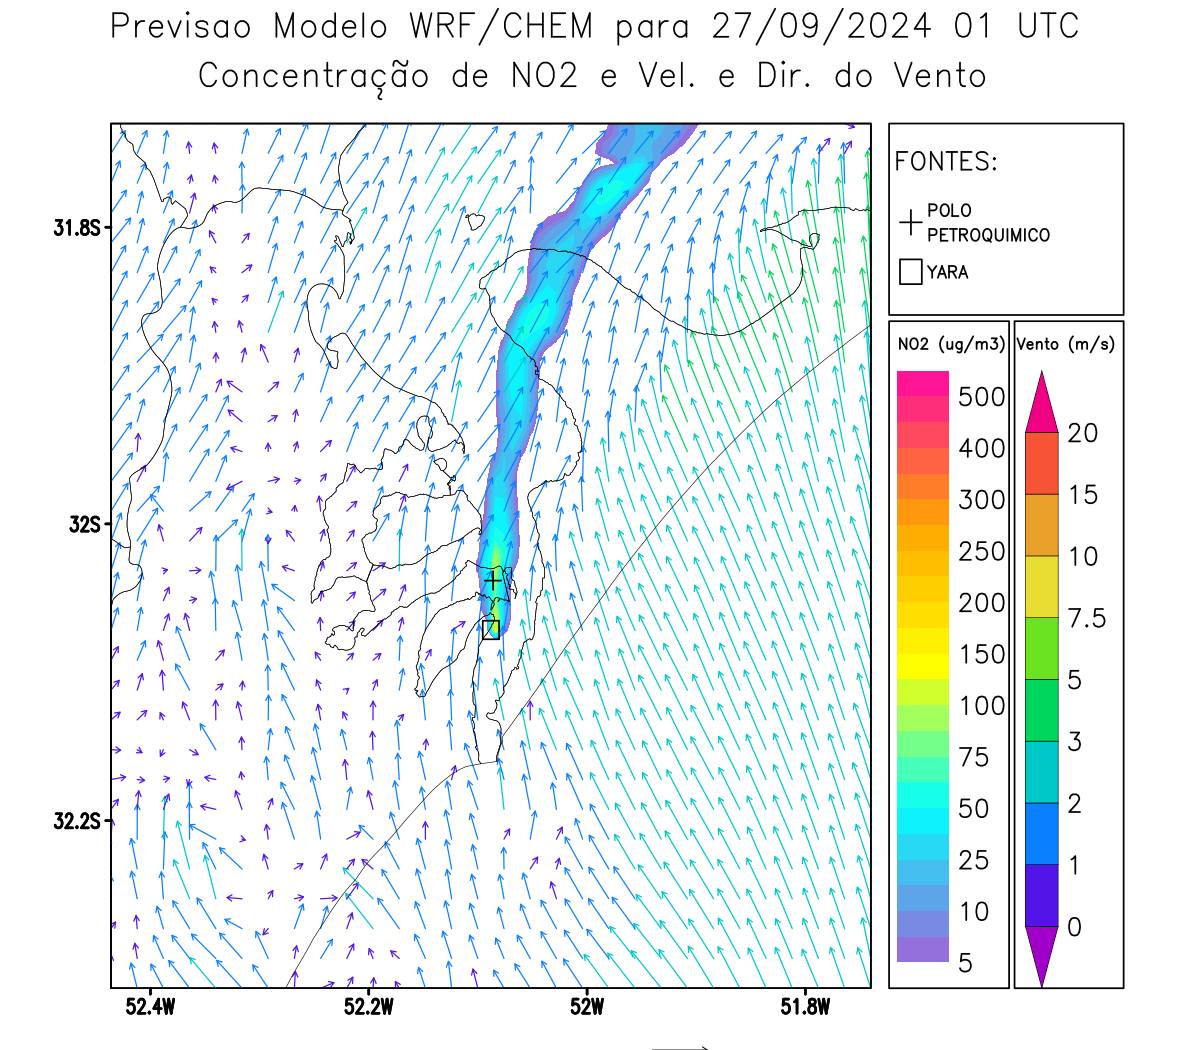 Previsao Modelo WRF/CHEM para 27/09/2024 01 UTC
Concentração de NO2 e Vel. e Dir. do Vento
FONTES:
POLO
PETROQUIMICO
YARA
NO2 (ug/m3)
500
400
300
250
200
150
100
75
50
25
10
5
Vento (m/s)
20
15
10
7.5
5
3
2
1
0
31.8S
32S
32.2S
52.4W
52.2W
52W
51.8W